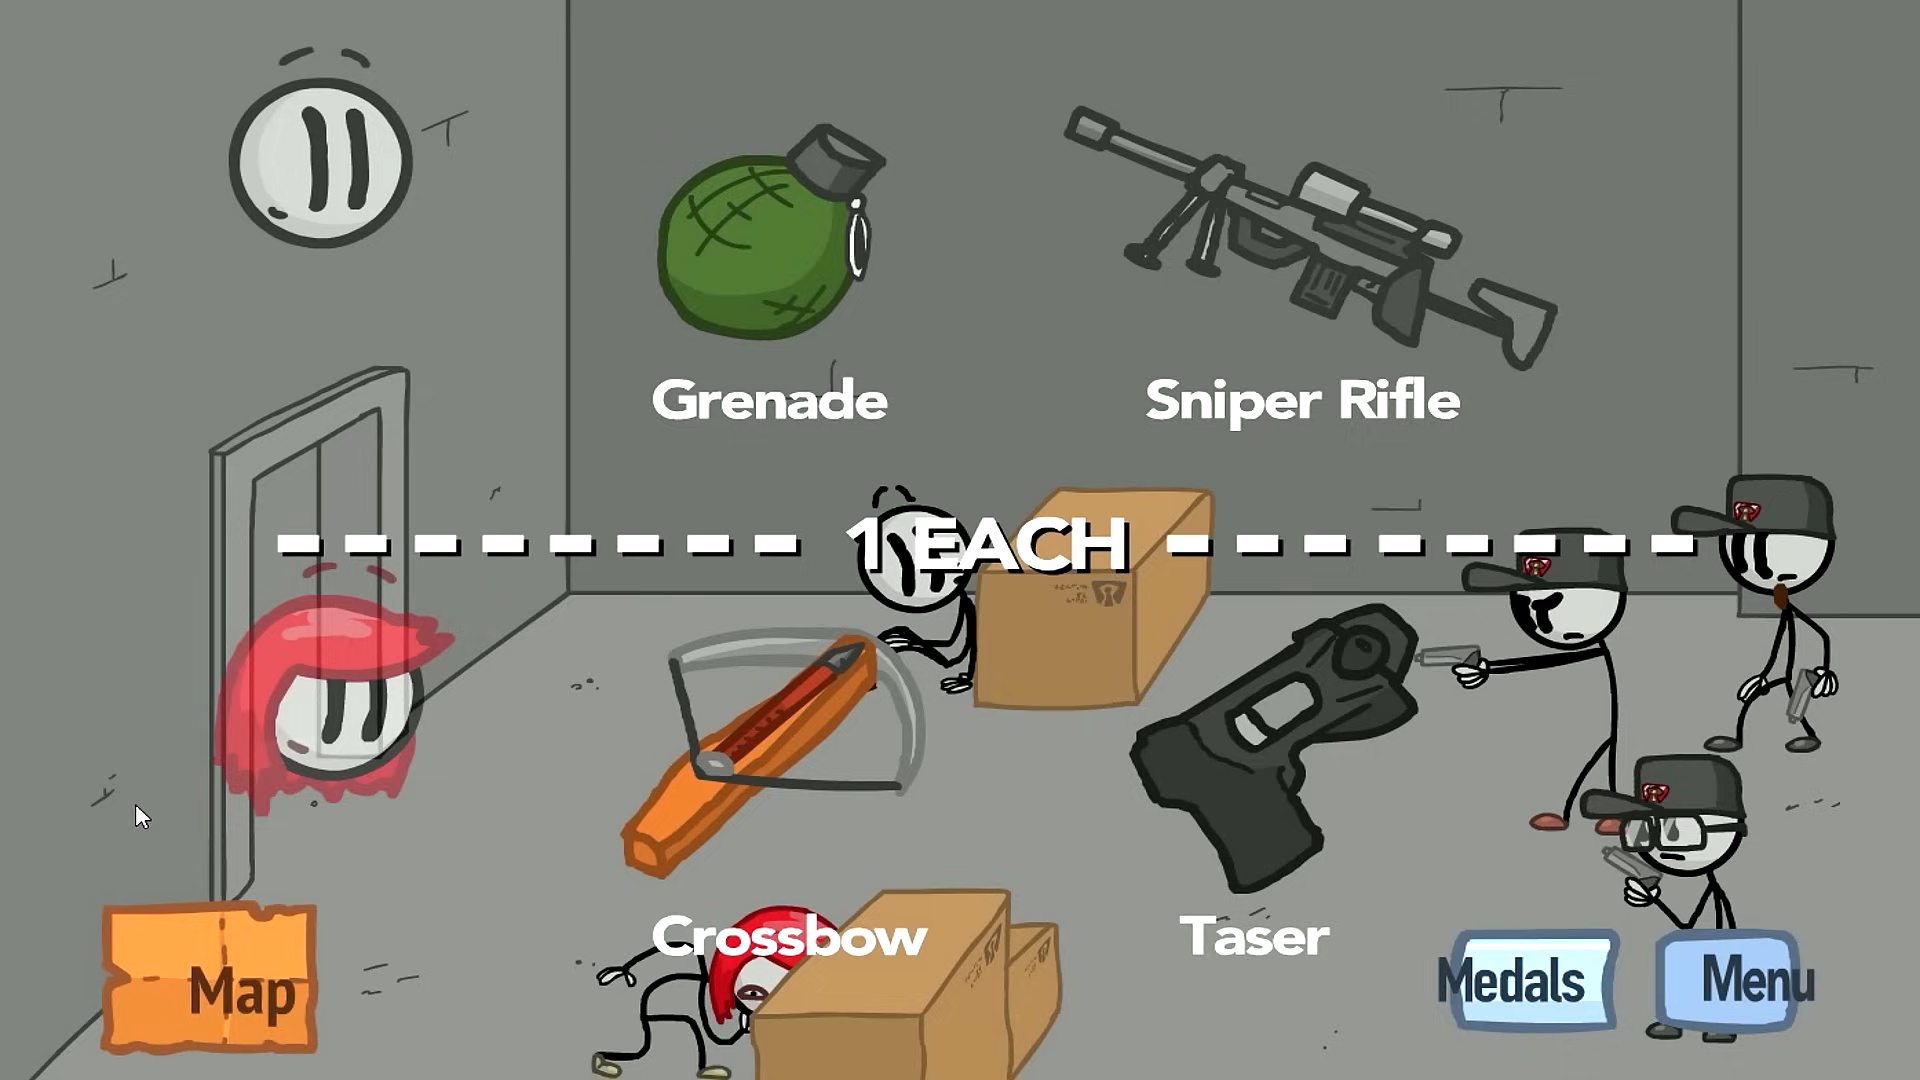 Grenade
Sniper Rifle
1 EACH
Crossbow
Taser
Map
Medals
Menu